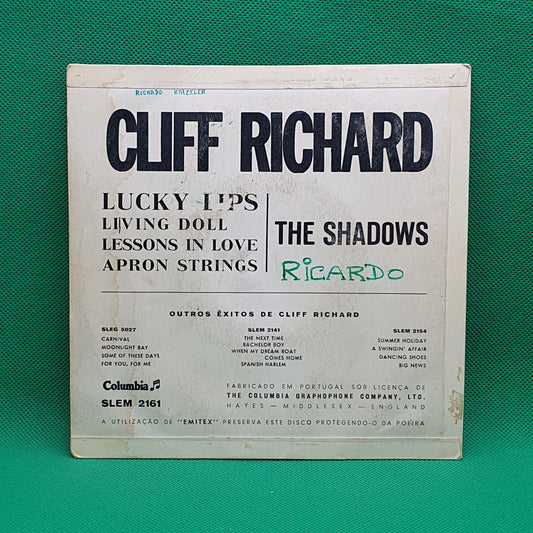 RICARDO
CLIFF RICHARD
LUCKY LIPS
LIVING DOLL
LESSONS IN LOVE
APRON STRINGS
THE SHADOWS
RICARDO
OUTROS ÊXITOS DE CLIFF RICHARD
SLEG 5027
CARNIVAL
MOONLIGHT BAY
SOME OF THESE DAYS
FOR YOU, FOR ME
SLEM 2141
THE NEXT TIME
BACHELOR BOY
WHEN MY DREAM BOAT
COMES HOME
SPANISH HARLEM
SLEM 2154
SUMMER HOLIDAY
A SWINGIN' AFFAIR
DANCING SHOES
BIG NEWS
Columbia
SLEM 2161
FABRICADO EM PORTUGAL SOB LICENÇA DE
THE COLUMBIA GRAPHOPHONE COMPANY, LTD.
HAYES — MIDDLESEX — ENGLAND
A UTILIZAÇÃO DE "EMITEX" PRESERVA ESTE DISCO PROTEGENDO-O DA POEIRA